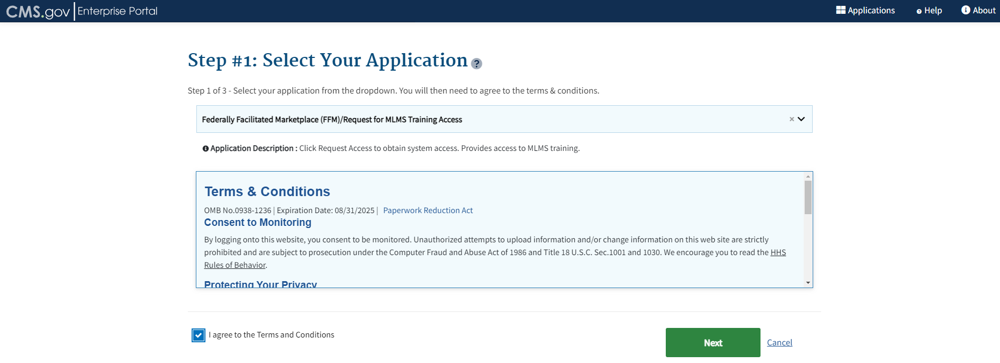 CMS.gov Enterprise Portal
Applications
Help
About
Step #1: Select Your Application
Step 1 of 3 - Select your application from the dropdown. You will then need to agree to the terms & conditions.
Federally Facilitated Marketplace (FFM)/Request for MLMS Training Access
Application Description : Click Request Access to obtain system access. Provides access to MLMS training.
Terms & Conditions
OMB No.0938-1236 | Expiration Date: 08/31/2025 | Paperwork Reduction Act
Consent to Monitoring
By logging onto this website, you consent to be monitored. Unauthorized attempts to upload information and/or change information on this web site are strictly
prohibited and are subject to prosecution under the Computer Fraud and Abuse Act of 1986 and Title 18 U.S.C. Sec.1001 and 1030. We encourage you to read the HHS
Rules of Behavior.
Protecting Your Privacy
I agree to the Terms and Conditions
Next
Cancel